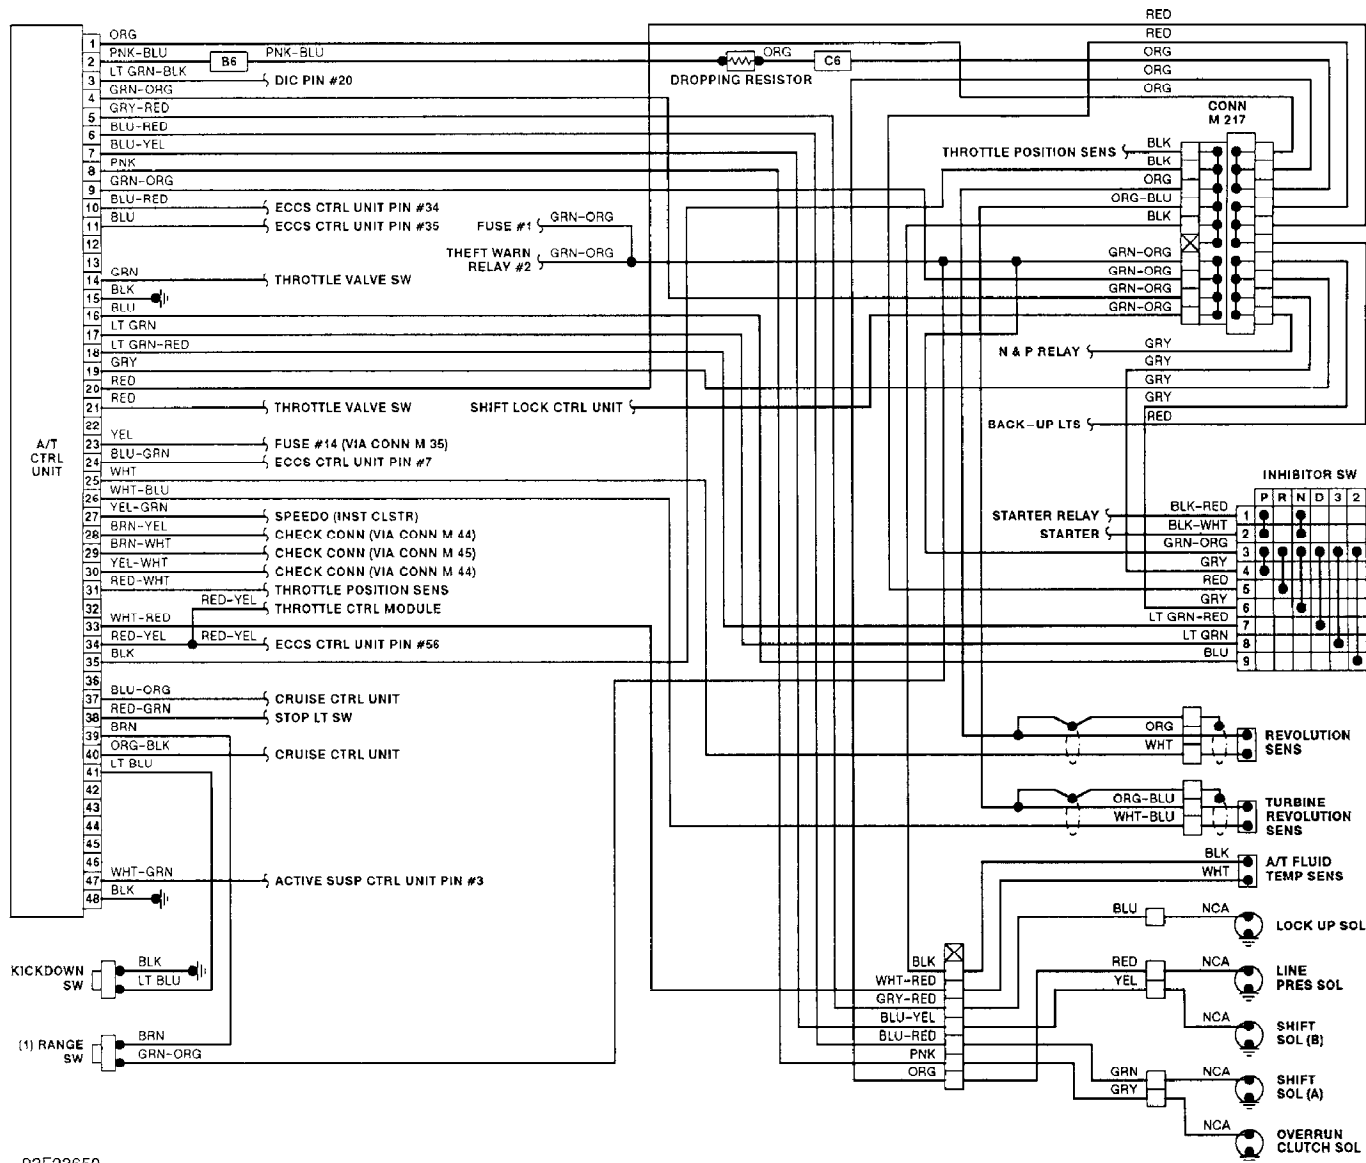 A/T
CTRL
UNIT
1 ORG
2 PNK-BLU B6 PNK-BLU
3 LT GRN-BLK DIC PIN #20
4 GRN-ORG
5 GRY-RED
6 BLU-RED
7 BLU-YEL
8 PNK
9 GRN-ORG
10 BLU-RED ECCS CTRL UNIT PIN #34
11 BLU ECCS CTRL UNIT PIN #35
12
13
14 GRN THROTTLE VALVE SW
15 BLK
16 BLU
17 LT GRN
18 LT GRN-RED
19 GRY
20 RED
21 RED THROTTLE VALVE SW
22
23 YEL FUSE #14 (VIA CONN M 35)
24 BLU-GRN ECCS CTRL UNIT PIN #7
25 WHT
26 WHT-BLU
27 YEL-GRN SPEEDO (INST CLSTR)
28 BRN-YEL CHECK CONN (VIA CONN M 44)
29 BRN-WHT CHECK CONN (VIA CONN M 45)
30 YEL-WHT CHECK CONN (VIA CONN M 44)
31 RED-WHT THROTTLE POSITION SENS
32 RED-YEL THROTTLE CTRL MODULE
33 WHT-RED
34 RED-YEL RED-YEL ECCS CTRL UNIT PIN #56
35 BLK
36
37 BLU-ORG CRUISE CTRL UNIT
38 RED-GRN STOP LT SW
39 BRN
40 ORG-BLK CRUISE CTRL UNIT
41 LT BLU
42
43
44
45
46
47 WHT-GRN ACTIVE SUSP CTRL UNIT PIN #3
48 BLK
KICKDOWN
SW
BLK
LT BLU
(1) RANGE
SW
BRN
GRN-ORG
ORG C6
DROPPING RESISTOR
FUSE #1 GRN-ORG
THEFT WARN
RELAY #2
GRN-ORG
SHIFT LOCK CTRL UNIT
RED
RED
ORG
ORG
ORG
CONN
M 217
THROTTLE POSITION SENS BLK
BLK
ORG
ORG-BLU
BLK
GRN-ORG
GRN-ORG
GRN-ORG
GRN-ORG
N & P RELAY GRY
GRY
GRY
GRY
BACK-UP LTS RED
INHIBITOR SW
P R N D 3 2
STARTER RELAY BLK-RED 1
STARTER BLK-WHT 2
GRN-ORG 3
GRY 4
RED 5
GRY 6
LT GRN-RED 7
LT GRN 8
BLU 9
ORG
WHT
REVOLUTION
SENS
ORG-BLU
WHT-BLU
TURBINE
REVOLUTION
SENS
BLK
WHT
A/T FLUID
TEMP SENS
BLU NCA LOCK UP SOL
BLK
WHT-RED
GRY-RED
BLU-YEL
BLU-RED
PNK
ORG
RED NCA
YEL
LINE
PRES SOL
NCA
SHIFT
SOL (B)
GRN NCA
GRY
SHIFT
SOL (A)
NCA
OVERRUN
CLUTCH SOL